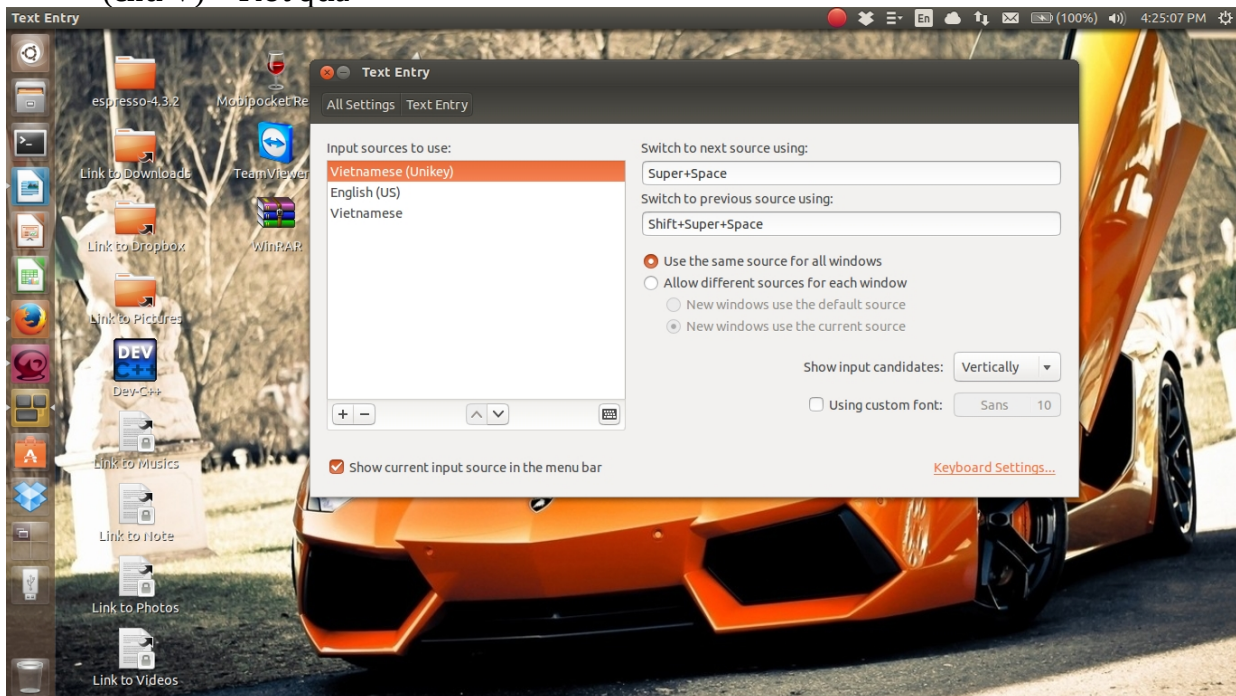 Text Entry
En
(100%)
4:25:07 PM
espresso-4.3.2
Mobipocket Re
Link to Downloads
TeamViewer
Link to Dropbox
WinRAR
Link to Pictures
DEV
C++
Dev-C++
Link to Musics
Link to Note
Link to Photos
Link to Videos
Text Entry
All Settings Text Entry
Input sources to use:
Vietnamese (Unikey)
English (US)
Vietnamese
Show current input source in the menu bar
Switch to next source using:
Super+Space
Switch to previous source using:
Shift+Super+Space
Use the same source for all windows
Allow different sources for each window
New windows use the default source
New windows use the current source
Show input candidates: Vertically
Using custom font: Sans 10
Keyboard Settings...